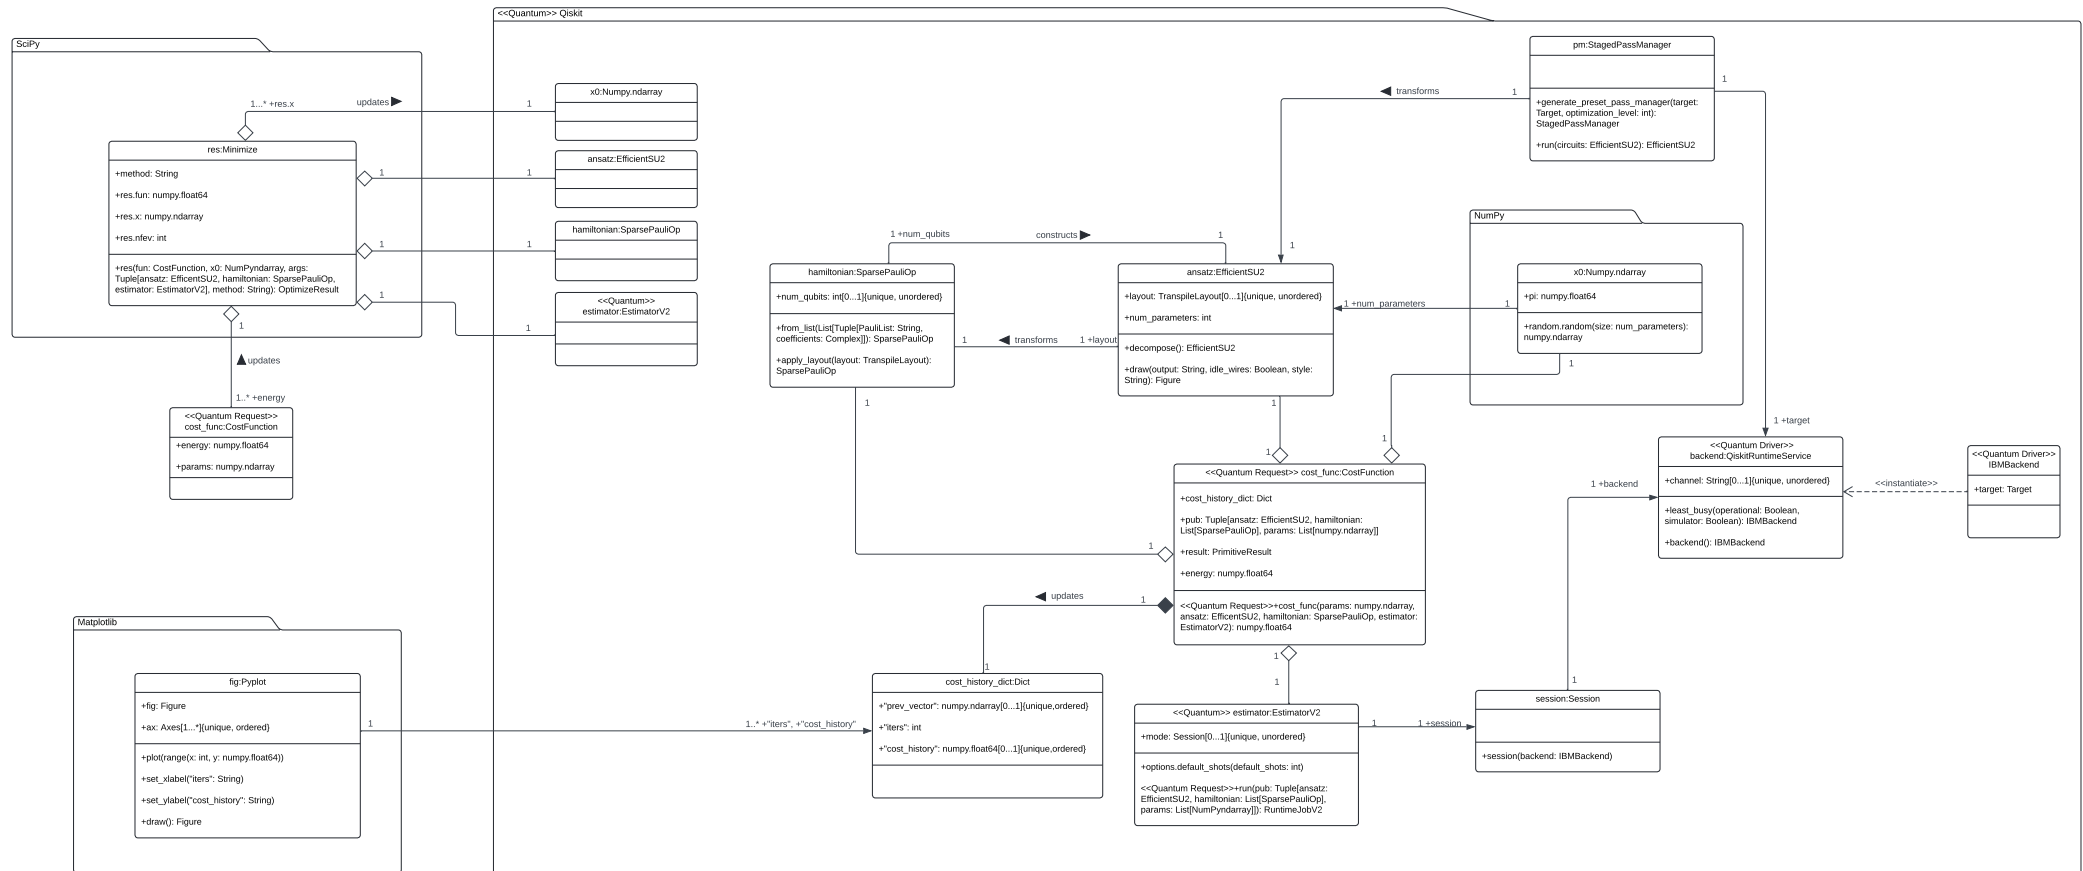 <<Quantum>> Qiskit
SciPy
1...* +res.x
updates
1
x0:Numpy.ndarray
res:Minimize
+method: String
+res.fun: numpy.float64
+res.x: numpy.ndarray
+res.nfev: int
+res(fun: CostFunction, x0: NumPyndarray, args:
Tuple[ansatz: EfficentSU2, hamiltonian: SparsePauliOp,
estimator: EstimatorV2], method: String): OptimizeResult
1
1
ansatz:EfficientSU2
1
1
hamiltonian:SparsePauliOp
1
1
<<Quantum>>
estimator:EstimatorV2
1
updates
1..* +energy
<<Quantum Request>>
cost_func:CostFunction
+energy: numpy.float64
+params: numpy.ndarray
pm:StagedPassManager
+generate_preset_pass_manager(target:
Target, optimization_level: int):
StagedPassManager
+run(circuits: EfficientSU2): EfficientSU2
transforms
1
1
1
NumPy
x0:Numpy.ndarray
+pi: numpy.float64
+random.random(size: num_parameters):
numpy.ndarray
1 +num_parameters
1
1
1
1 +num_qubits
constructs
1
hamiltonian:SparsePauliOp
+num_qubits: int[0...1]{unique, unordered}
+from_list(List[Tuple[PauliList: String,
coefficients: Complex]]): SparsePauliOp
+apply_layout(layout: TranspileLayout):
SparsePauliOp
1
transforms
1 +layout
ansatz:EfficientSU2
+layout: TranspileLayout[0...1]{unique, unordered}
+num_parameters: int
+decompose(): EfficientSU2
+draw(output: String, idle_wires: Boolean, style:
String): Figure
1
1
1
1
<<Quantum Request>> cost_func:CostFunction
+cost_history_dict: Dict
+pub: Tuple[ansatz: EfficientSU2, hamiltonian:
List[SparsePauliOp], params: List[numpy.ndarray]]
+result: PrimitiveResult
+energy: numpy.float64
<<Quantum Request>>+cost_func(params: numpy.ndarray,
ansatz: EfficentSU2, hamiltonian: SparsePauliOp, estimator:
EstimatorV2): numpy.float64
1 +target
<<Quantum Driver>>
backend:QiskitRuntimeService
+channel: String[0...1]{unique, unordered}
+least_busy(operational: Boolean,
simulator: Boolean): IBMBackend
+backend(): IBMBackend
<<instantiate>>
<<Quantum Driver>>
IBMBackend
+target: Target
1 +backend
1
updates
1
1
Matplotlib
fig:Pyplot
+fig: Figure
+ax: Axes[1...*]{unique, ordered}
+plot(range(x: int, y: numpy.float64))
+set_xlabel("iters": String)
+set_ylabel("cost_history": String)
+draw(): Figure
1
1..* +"iters", +"cost_history"
cost_history_dict:Dict
+"prev_vector": numpy.ndarray[0...1]{unique,ordered}
+"iters": int
+"cost_history": numpy.float64[0...1]{unique,ordered}
1
1
<<Quantum>> estimator:EstimatorV2
+mode: Session[0...1]{unique, unordered}
+options.default_shots(default_shots: int)
<<Quantum Request>>+run(pub: Tuple[ansatz:
EfficientSU2, hamiltonian: List[SparsePauliOp],
params: List[NumPyndarray]]): RuntimeJobV2
1
1 +session
session:Session
+session(backend: IBMBackend)